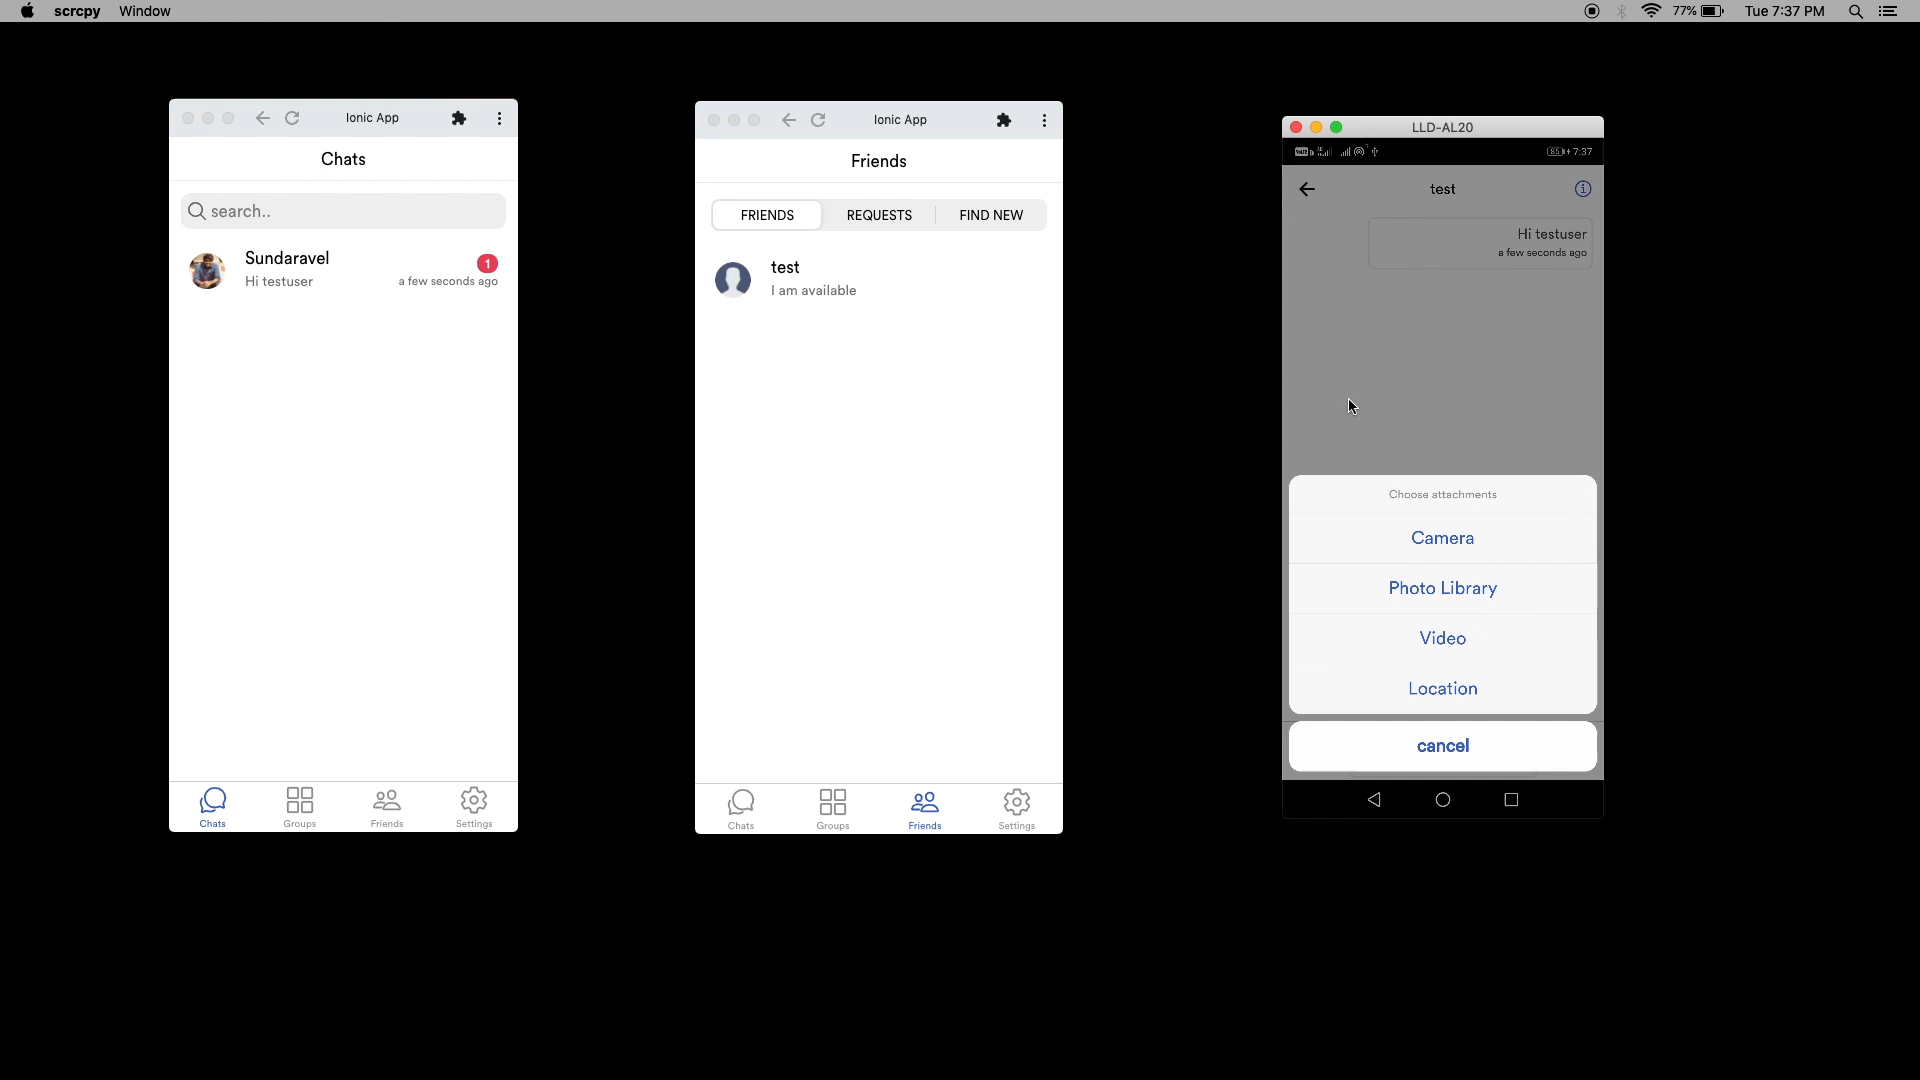 scrcpy Window 77% Tue 7:37 PM
Ionic App
Chats
search..
Sundaravel
1
Hi testuser a few seconds ago
Chats Groups Friends Settings
Ionic App
Friends
FRIENDS REQUESTS FIND NEW
test
I am available
Chats Groups Friends Settings
LLD-AL20
85 7:37
test
Hi testuser
a few seconds ago
Choose attachments
Camera
Photo Library
Video
Location
cancel